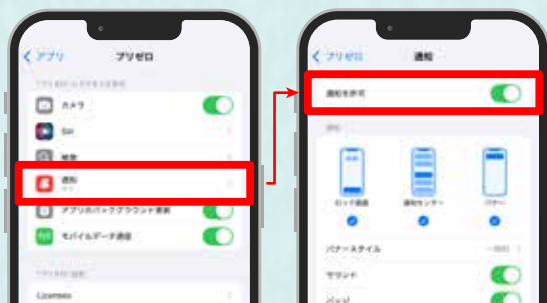 アプリ
プリゼロ
カメラ
Siri
検索
通知
アプリのバックグラウンド更新
モバイルデータ通信
Licenses
プリゼロ
通知
通知を許可
通知
ロック画面
通知センター
バナー
バナースタイル
サウンド
バッジ